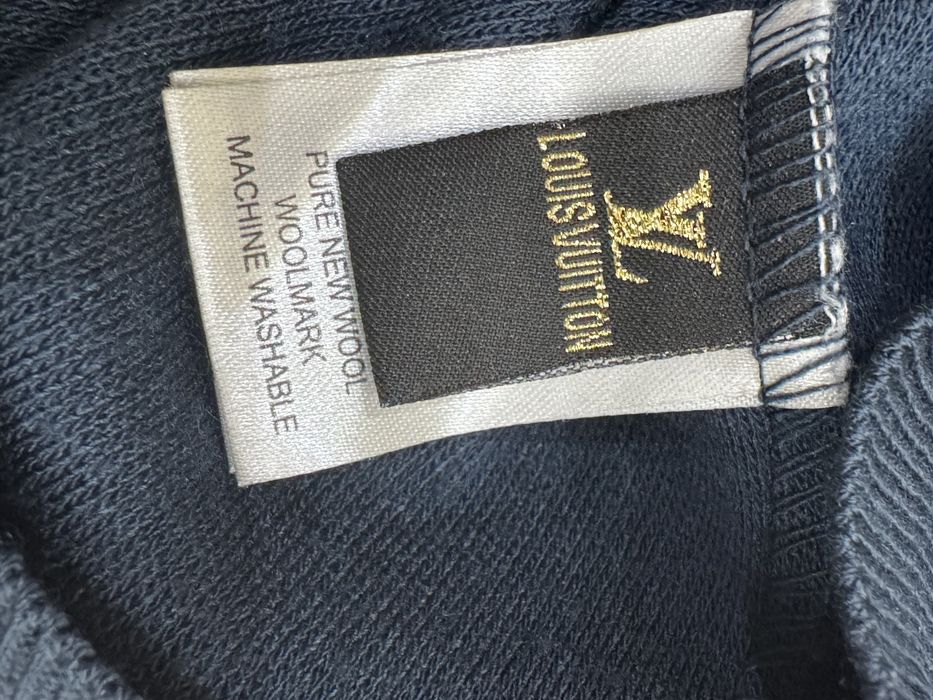 LV
LOUIS VUITTON
PURE NEW WOOL
WOOLMARK
MACHINE WASHABLE